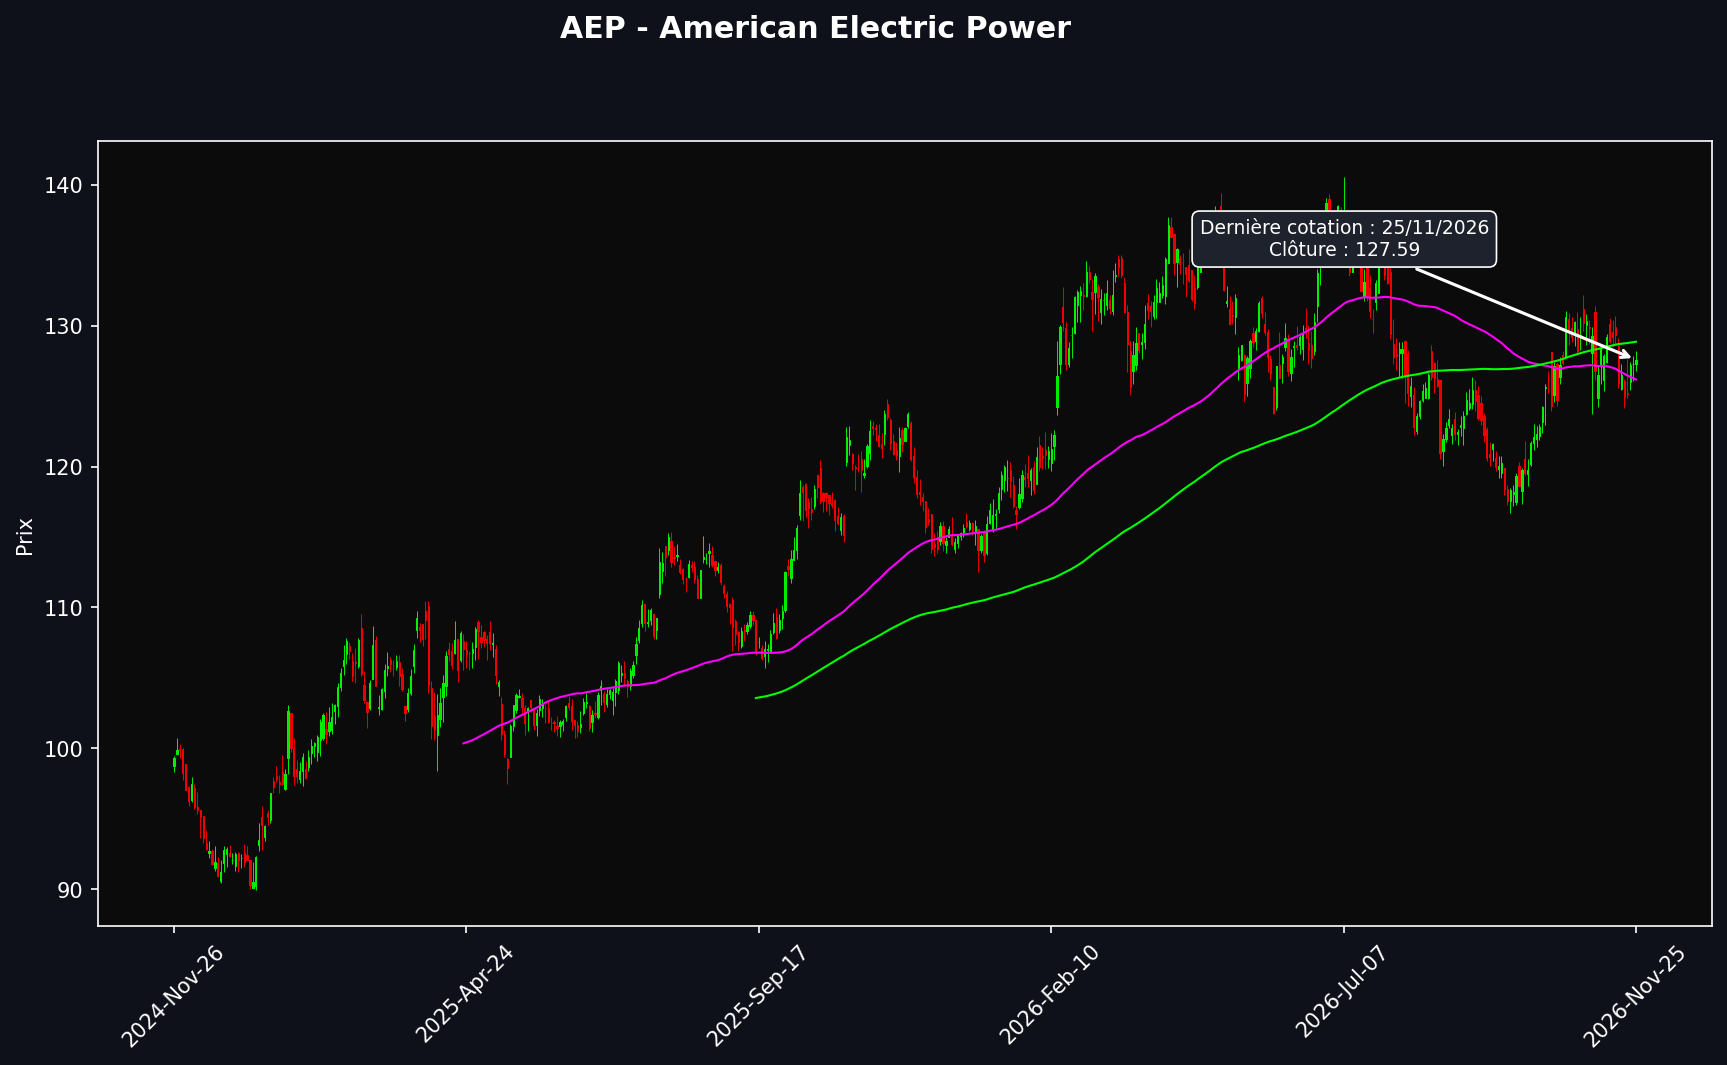 AEP - American Electric Power
Dernière cotation : 25/11/2026
Clôture : 127.59
Prix
140
130
120
110
100
90
2024-Nov-26
2025-Apr-24
2025-Sep-17
2026-Feb-10
2026-Jul-07
2026-Nov-25